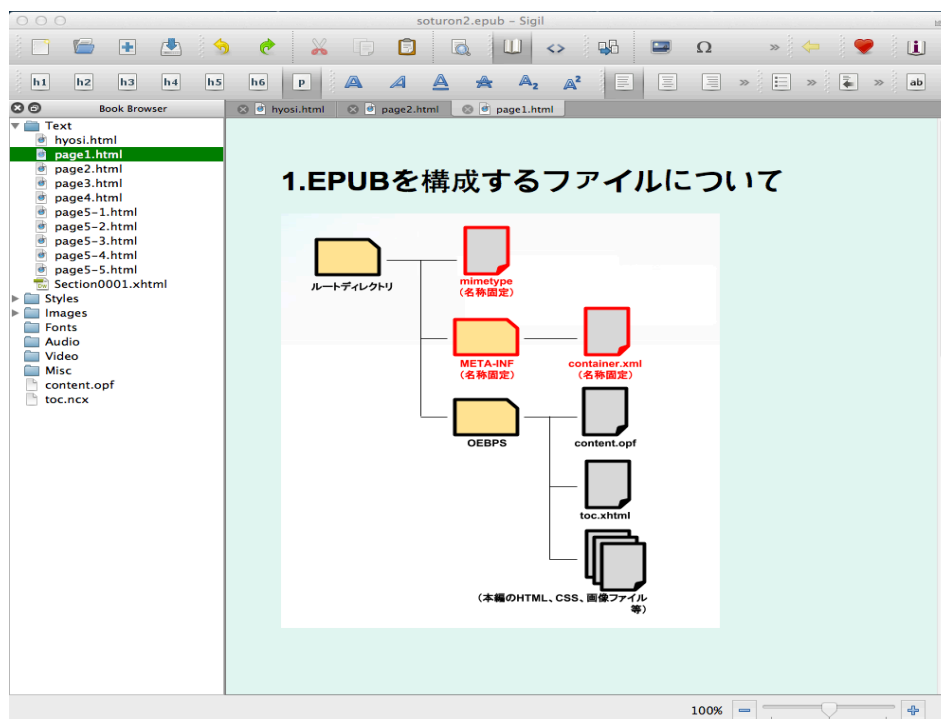 soturon2.epub – Sigil
Ω » »
h1 h2 h3 h4 h5 h6 p A A A A A₂ A² » » » ab
Book Browser
hyosi.html page2.html page1.html
Text
hyosi.html
page1.html
page2.html
page3.html
page4.html
page5-1.html
page5-2.html
page5-3.html
page5-4.html
page5-5.html
Section0001.xhtml
Styles
Images
Fonts
Audio
Video
Misc
content.opf
toc.ncx
1.EPUBを構成するファイルについて
ルートディレクトリ
mimetype
(名称固定)
META-INF
(名称固定)
container.xml
(名称固定)
OEBPS
content.opf
toc.xhtml
(本編のHTML、CSS、画像ファイル
等)
100%